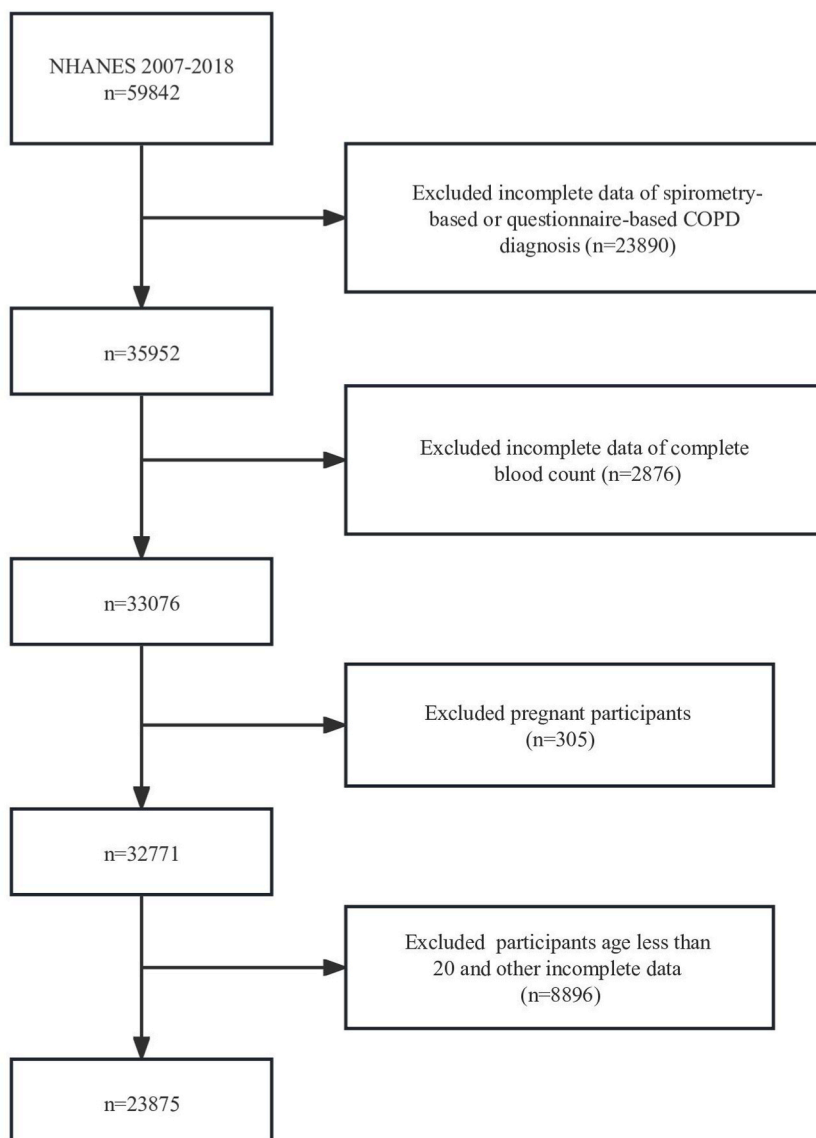 NHANES 2007-2018
n=59842
Excluded incomplete data of spirometry-
based or questionnaire-based COPD
diagnosis (n=23890)
n=35952
Excluded incomplete data of complete
blood count (n=2876)
n=33076
Excluded pregnant participants
(n=305)
n=32771
Excluded  participants age less than
20 and other incomplete data
(n=8896)
n=23875